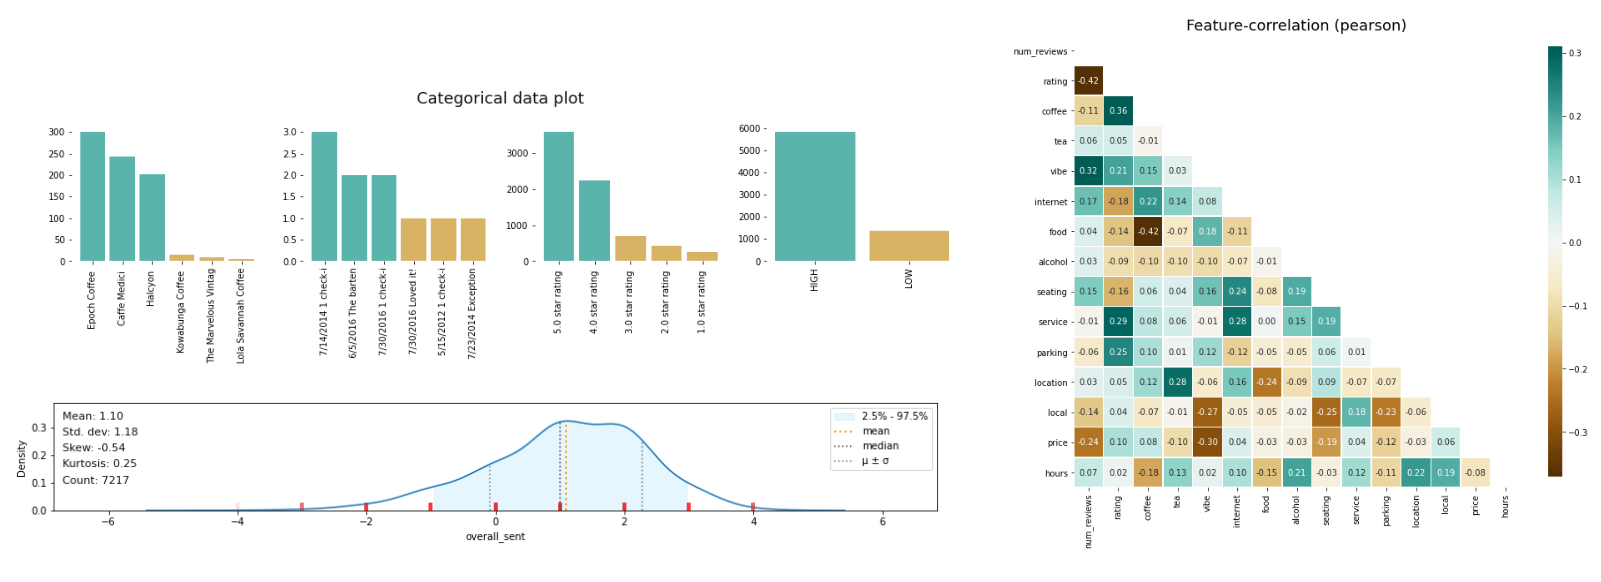 Categorical data plot
300
250
200
150
100
50
0
Epoch Coffee
Caffe Medici
Halcyon
Kowabunga Coffee
The Marvelous Vintag
Lola Savannah Coffee
3.0
2.5
2.0
1.5
1.0
0.5
0.0
7/14/2014 1 check-i
6/5/2016 The barten
7/30/2016 1 check-i
7/30/2016 Loved it!
5/15/2012 1 check-i
7/23/2014 Exception
3000
2000
1000
0
5.0 star rating
4.0 star rating
3.0 star rating
2.0 star rating
1.0 star rating
6000
5000
4000
3000
2000
1000
0
HIGH
LOW
Mean: 1.10
Std. dev: 1.18
Skew: -0.54
Kurtosis: 0.25
Count: 7217
2.5% - 97.5%
mean
median
μ ± σ
Density
0.3
0.2
0.1
0.0
−6 −4 −2 0 2 4 6
overall_sent
Feature-correlation (pearson)
num_reviews
rating -0.42
coffee -0.11 0.36
tea 0.06 0.05 -0.01
vibe 0.32 0.21 0.15 0.03
internet 0.17 -0.18 0.22 0.14 0.08
food 0.04 -0.14 -0.42 -0.07 0.18 -0.11
alcohol 0.03 -0.09 -0.10 -0.10 -0.10 -0.07 -0.01
seating 0.15 -0.16 0.06 0.04 0.16 0.24 -0.08 0.19
service -0.01 0.29 0.08 0.06 -0.01 0.28 0.00 0.15 0.19
parking -0.06 0.25 0.10 0.01 0.12 -0.12 -0.05 -0.05 0.06 0.01
location 0.03 0.05 0.12 0.28 -0.06 0.16 -0.24 -0.09 0.09 -0.07 -0.07
local -0.14 0.04 -0.07 -0.01 -0.27 -0.05 -0.05 -0.02 -0.25 0.18 -0.23 -0.06
price -0.24 0.10 0.08 -0.10 -0.30 0.04 -0.03 -0.03 -0.19 0.04 -0.12 -0.03 0.06
hours 0.07 0.02 -0.18 0.13 0.02 0.10 -0.15 0.21 -0.03 0.12 -0.11 0.22 0.19 -0.08
num_reviews
rating
coffee
tea
vibe
internet
food
alcohol
seating
service
parking
location
local
price
hours
0.3
0.2
0.1
0.0
−0.1
−0.2
−0.3